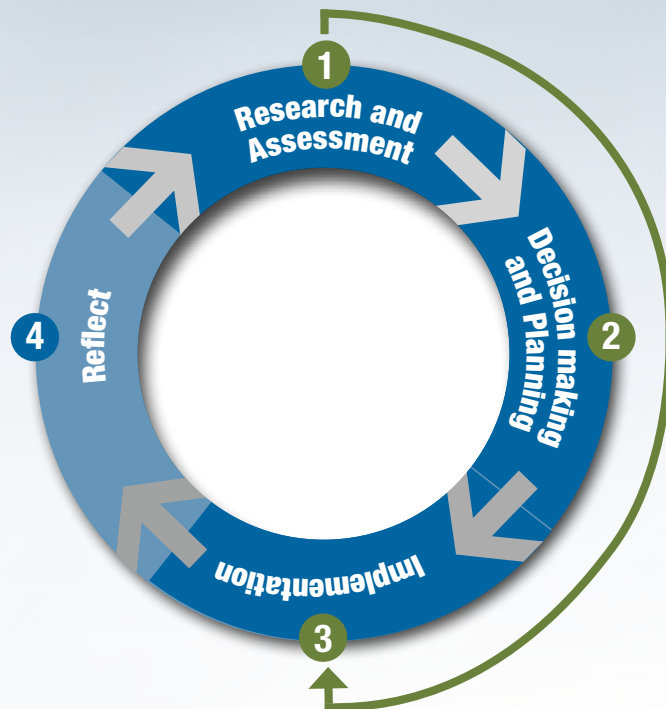 1
Research and
Assessment
Decision making
and Planning
2
Implementation
3
Reflect
4